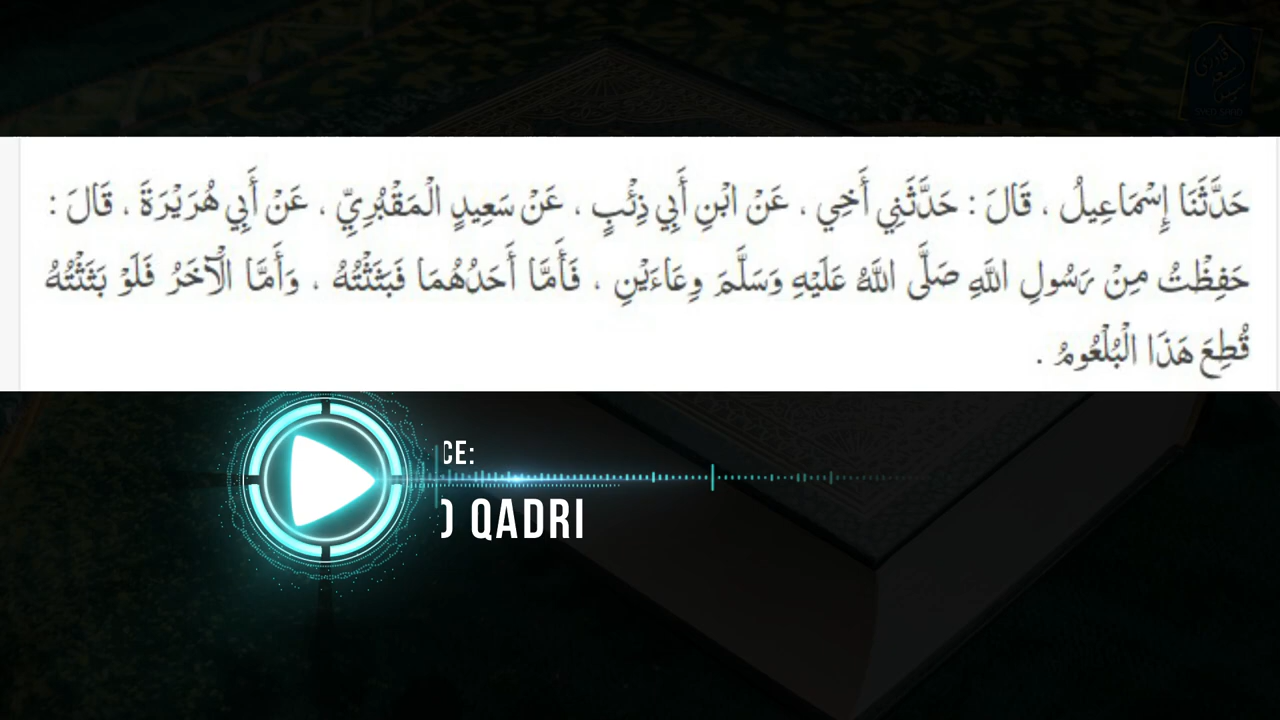 حَدَّثَنَا إِسْمَاعِيلُ ، قَالَ : حَدَّثَنِي أَخِي ، عَنْ ابْنِ أَبِي ذِئْبٍ ، عَنْ سَعِيدٍ الْمَقْبُرِيِّ ، عَنْ أَبِي هُرَيْرَةَ ، قَالَ :
حَفِظْتُ مِنْ رَسُولِ اللَّهِ صَلَّى اللَّهُ عَلَيْهِ وَسَلَّمَ وِعَاءَيْنِ ، فَأَمَّا أَحَدُهُمَا فَبَثَثْتُهُ ، وَأَمَّا الْآخَرُ فَلَوْ بَثَثْتُهُ
قُطِعَ هَذَا الْبُلْعُومُ .
CE:
QADRI